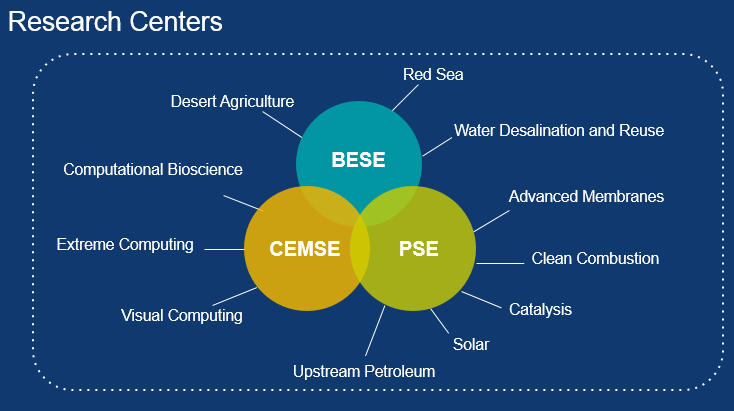 Research Centers
Red Sea
Desert Agriculture
Water Desalination and Reuse
BESE
Computational Bioscience
Advanced Membranes
Extreme Computing
CEMSE
PSE
Clean Combustion
Visual Computing
Catalysis
Solar
Upstream Petroleum